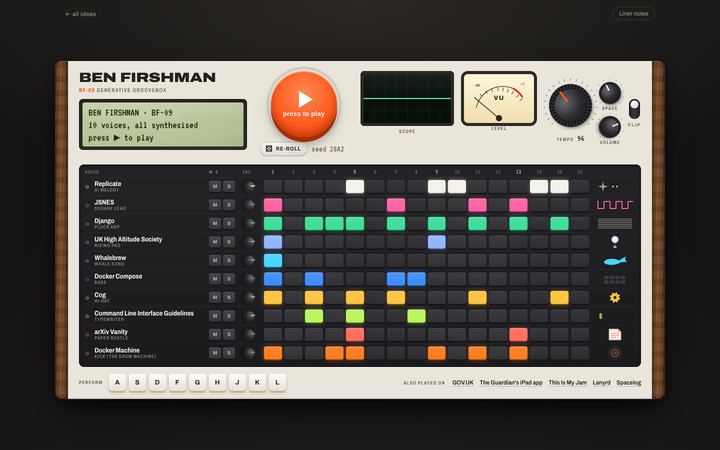 ← all ideas
Liner notes
BEN FIRSHMAN
BF-09 GENERATIVE GROOVEBOX
BEN FIRSHMAN · BF-09
10 voices, all synthesised
press ▶ to play
press to play
RE-ROLL seed 28A2
SCOPE
-20 0 +3
VU
LEVEL
TEMPO 96
SPACE
VOLUME
FLIP
VOICE M S LVL 1 2 3 4 5 6 7 8 9 10 11 12 13 14 15 16
Replicate M S
AI MELODY
JSNES M S
SQUARE LEAD
Django M S
PLUCK ARP
UK High Altitude Society M S
RISING PAD
Whalebrew M S
WHALE SONG
Docker Compose M S
BASS
Cog M S
HI-HAT
Command Line Interface Guidelines M S $
TYPEWRITER
arXiv Vanity M S
PAPER RUSTLE
Docker Machine M S
KICK (THE DRUM MACHINE)
PERFORM A S D F G H J K L
ALSO PLAYED ON GOV.UK The Guardian's iPad app This Is My Jam Lanyrd Spacelog